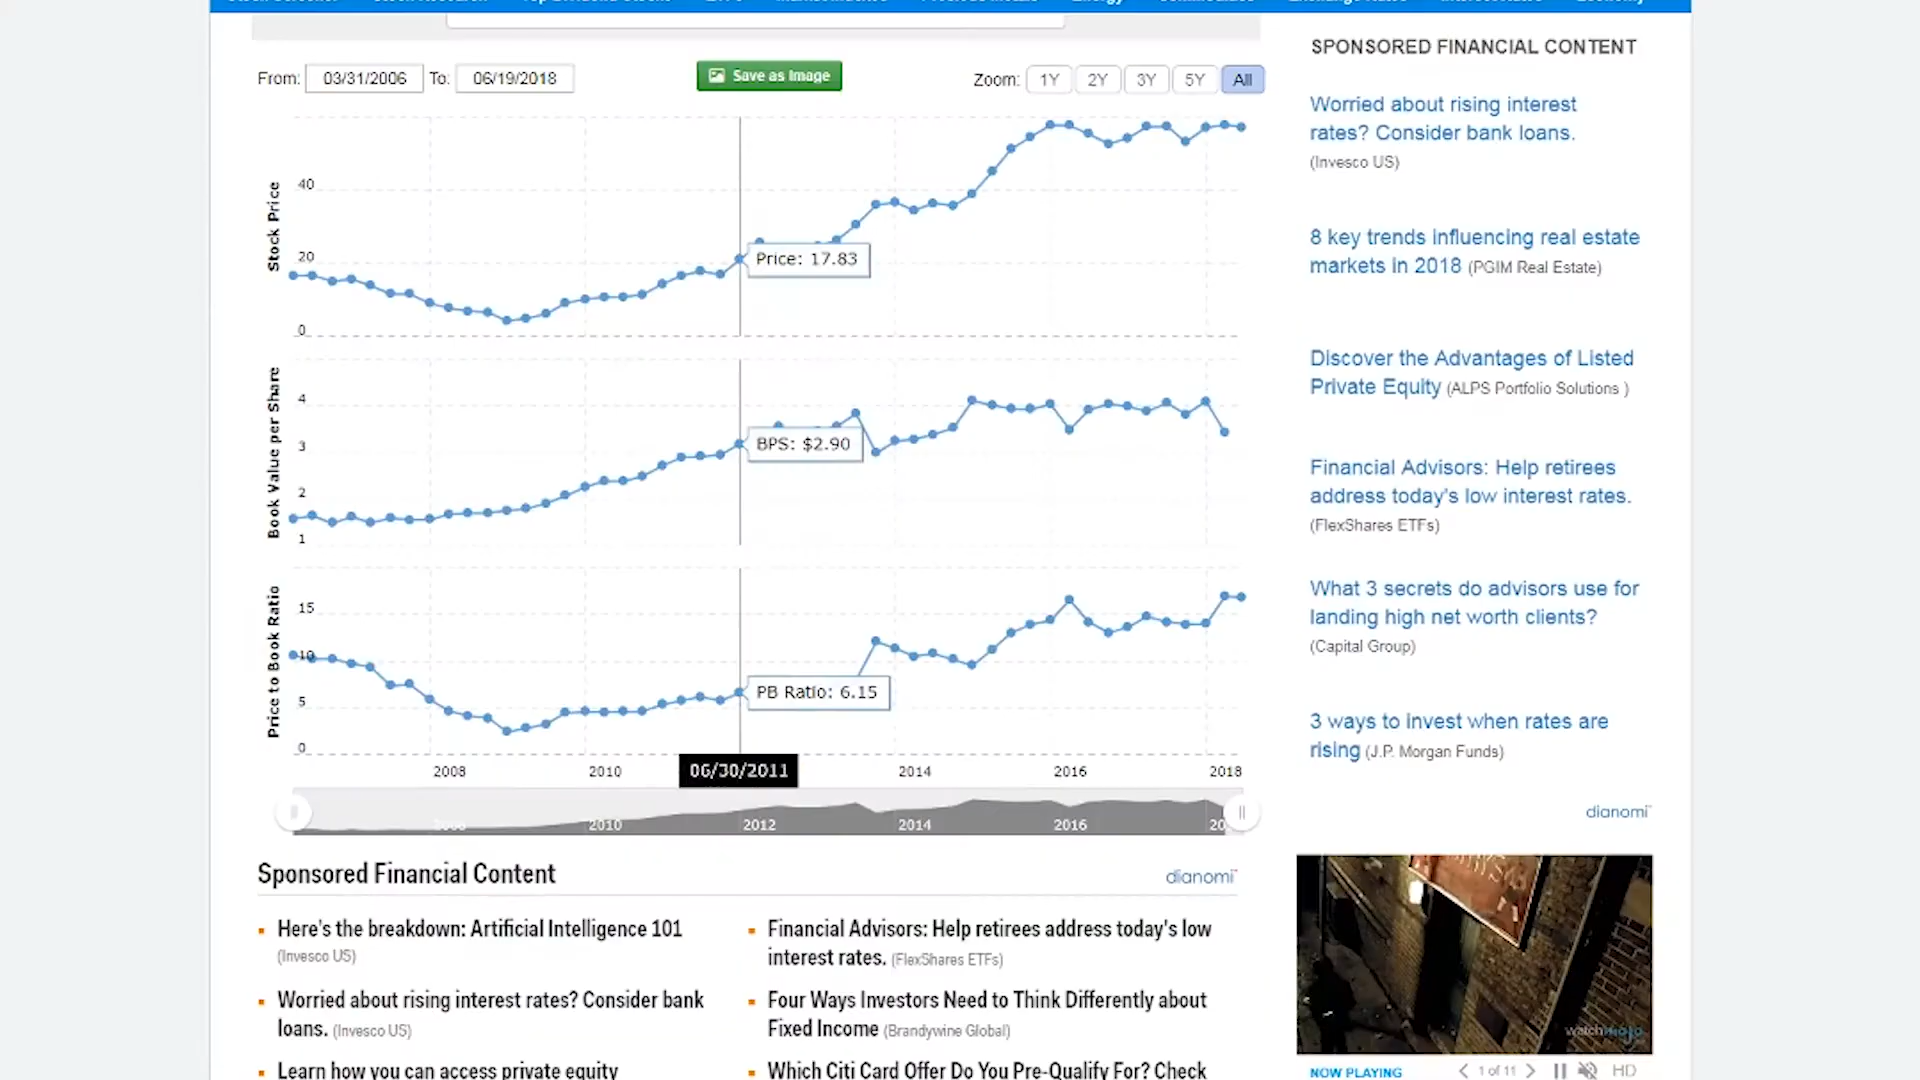 From: 03/31/2006 To: 06/19/2018
Save as Image
Zoom: 1Y 2Y 3Y 5Y All
Stock Price
40
20
0
Price: 17.83
Book Value per Share
4
3
2
1
BPS: $2.90
Price to Book Ratio
15
10
5
0
PB Ratio: 6.15
2008 2010 06/30/2011 2014 2016 2018
2008 2010 2012 2014 2016
Sponsored Financial Content
dianomi
Here's the breakdown: Artificial Intelligence 101
(Invesco US)
Worried about rising interest rates? Consider bank
loans. (Invesco US)
Learn how you can access private equity
Financial Advisors: Help retirees address today's low
interest rates. (FlexShares ETFs)
Four Ways Investors Need to Think Differently about
Fixed Income (Brandywine Global)
Which Citi Card Offer Do You Pre-Qualify For? Check
SPONSORED FINANCIAL CONTENT
Worried about rising interest
rates? Consider bank loans.
(Invesco US)
8 key trends influencing real estate
markets in 2018 (PGIM Real Estate)
Discover the Advantages of Listed
Private Equity (ALPS Portfolio Solutions )
Financial Advisors: Help retirees
address today's low interest rates.
(FlexShares ETFs)
What 3 secrets do advisors use for
landing high net worth clients?
(Capital Group)
3 ways to invest when rates are
rising (J.P. Morgan Funds)
dianomi
watchmojo
NOW PLAYING 1 of 11 HD